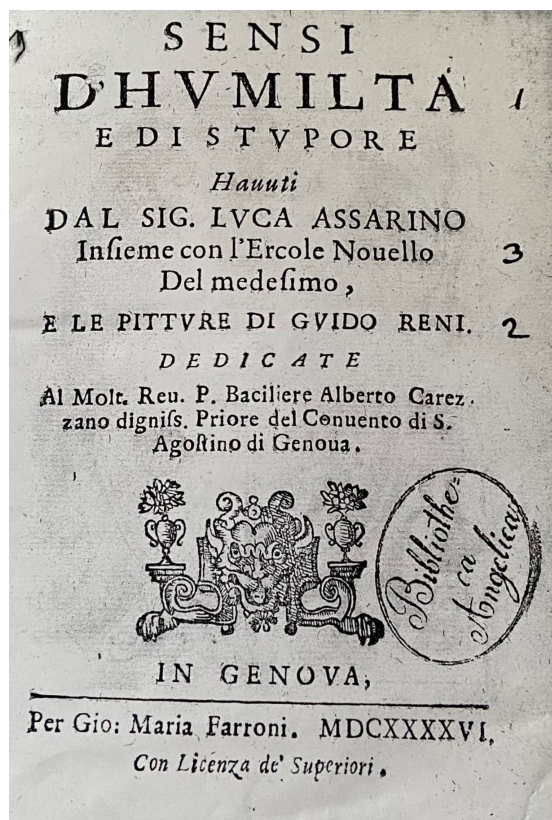 SENSI
D'HVMILTA 1
E DI STVPORE
Hauuti
DAL SIG. LVCA ASSARINO
Insieme con l'Ercole Nouello 3
Del medesimo,
E LE PITTVRE DI GVIDO RENI. 2
DEDICATE
Al Molt. Reu. P. Baciliere Alberto Carez.
zano digniss. Priore del Conuento di S.
Agostino di Genoua.
Bibliothe=
ca
Angelica
IN GENOVA,
Per Gio: Maria Farroni. MDCXXXXVI.
Con Licenza de' Superiori.